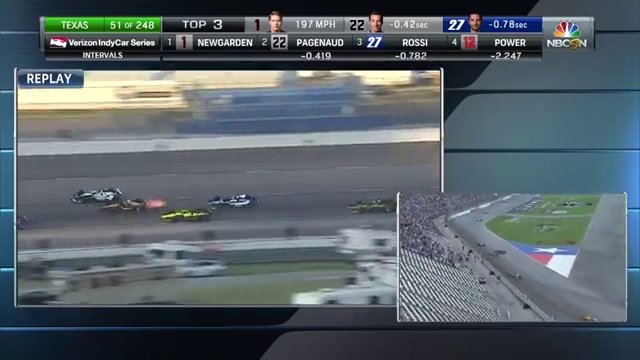 TEXAS 51 OF 248 TOP 3 1 197 MPH 22 -0.42SEC 27 -0.78SEC
Verizon IndyCar Series 1 1 NEWGARDEN 2 22 PAGENAUD 3 27 ROSSI 4 12 POWER NBCSN
INTERVALS -0.419 -0.782 -2.247
REPLAY